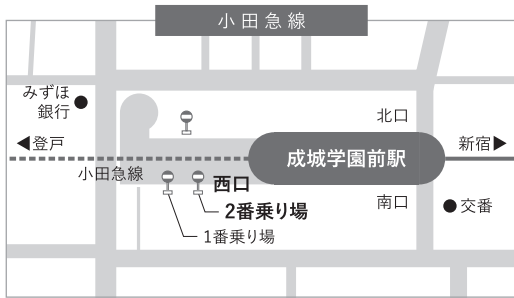 小田急線
みずほ
銀行
北口
◀登戸
成城学園前駅
新宿▶
小田急線
西口
2番乗り場
南口
交番
1番乗り場